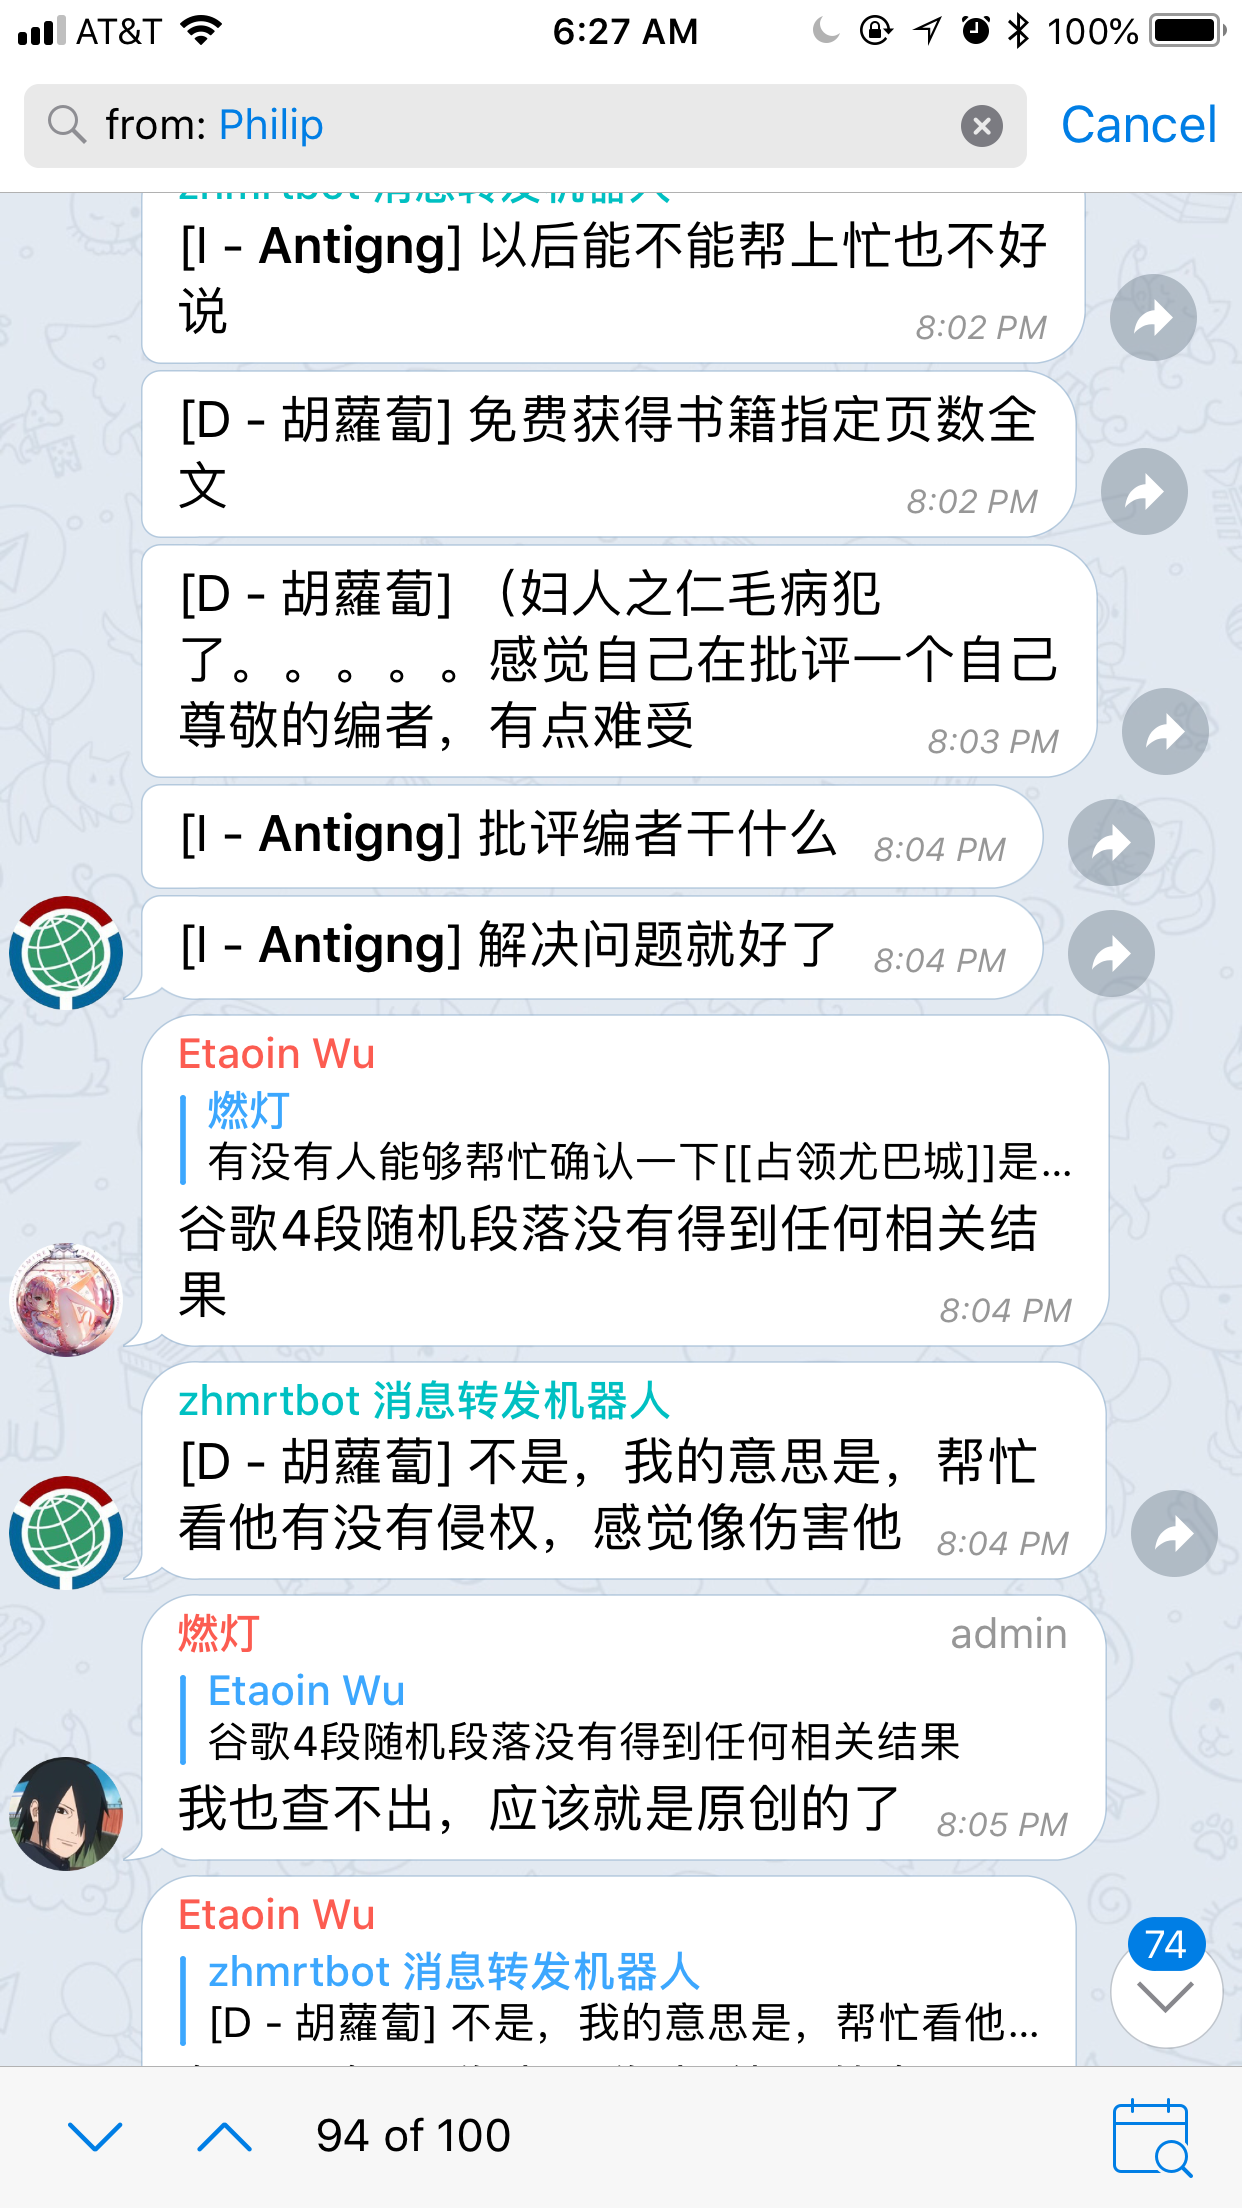 AT&T
6:27 AM
100%
from: Philip
Cancel
zhmrtbot 消息转发机器人
[I - Antigng] 以后能不能帮上忙也不好
说
8:02 PM
[D - 胡蘿蔔] 免费获得书籍指定页数全
文
8:02 PM
[D - 胡蘿蔔] （妇人之仁毛病犯
了。。。。。感觉自己在批评一个自己
尊敬的编者，有点难受
8:03 PM
[I - Antigng] 批评编者干什么
8:04 PM
[I - Antigng] 解决问题就好了
8:04 PM
Etaoin Wu
燃灯
有没有人能够帮忙确认一下[[占领尤巴城]]是...
谷歌4段随机段落没有得到任何相关结
果
8:04 PM
zhmrtbot 消息转发机器人
[D - 胡蘿蔔] 不是，我的意思是，帮忙
看他有没有侵权，感觉像伤害他
8:04 PM
燃灯
admin
Etaoin Wu
谷歌4段随机段落没有得到任何相关结果
我也查不出，应该就是原创的了
8:05 PM
Etaoin Wu
zhmrtbot 消息转发机器人
[D - 胡蘿蔔] 不是，我的意思是，帮忙看他...
74
94 of 100